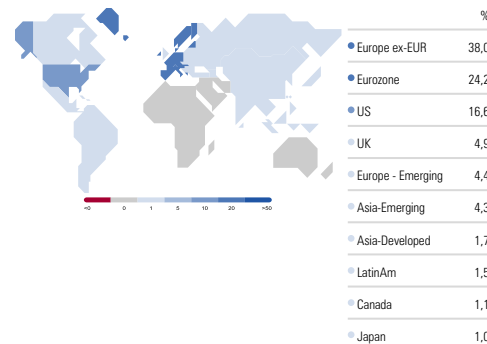 %
Europe ex-EUR 38,0
Eurozone 24,2
US 16,6
UK 4,9
Europe - Emerging 4,4
Asia-Emerging 4,3
Asia-Developed 1,7
LatinAm 1,5
Canada 1,1
Japan 1,0
<0 0 1 5 10 20 >50